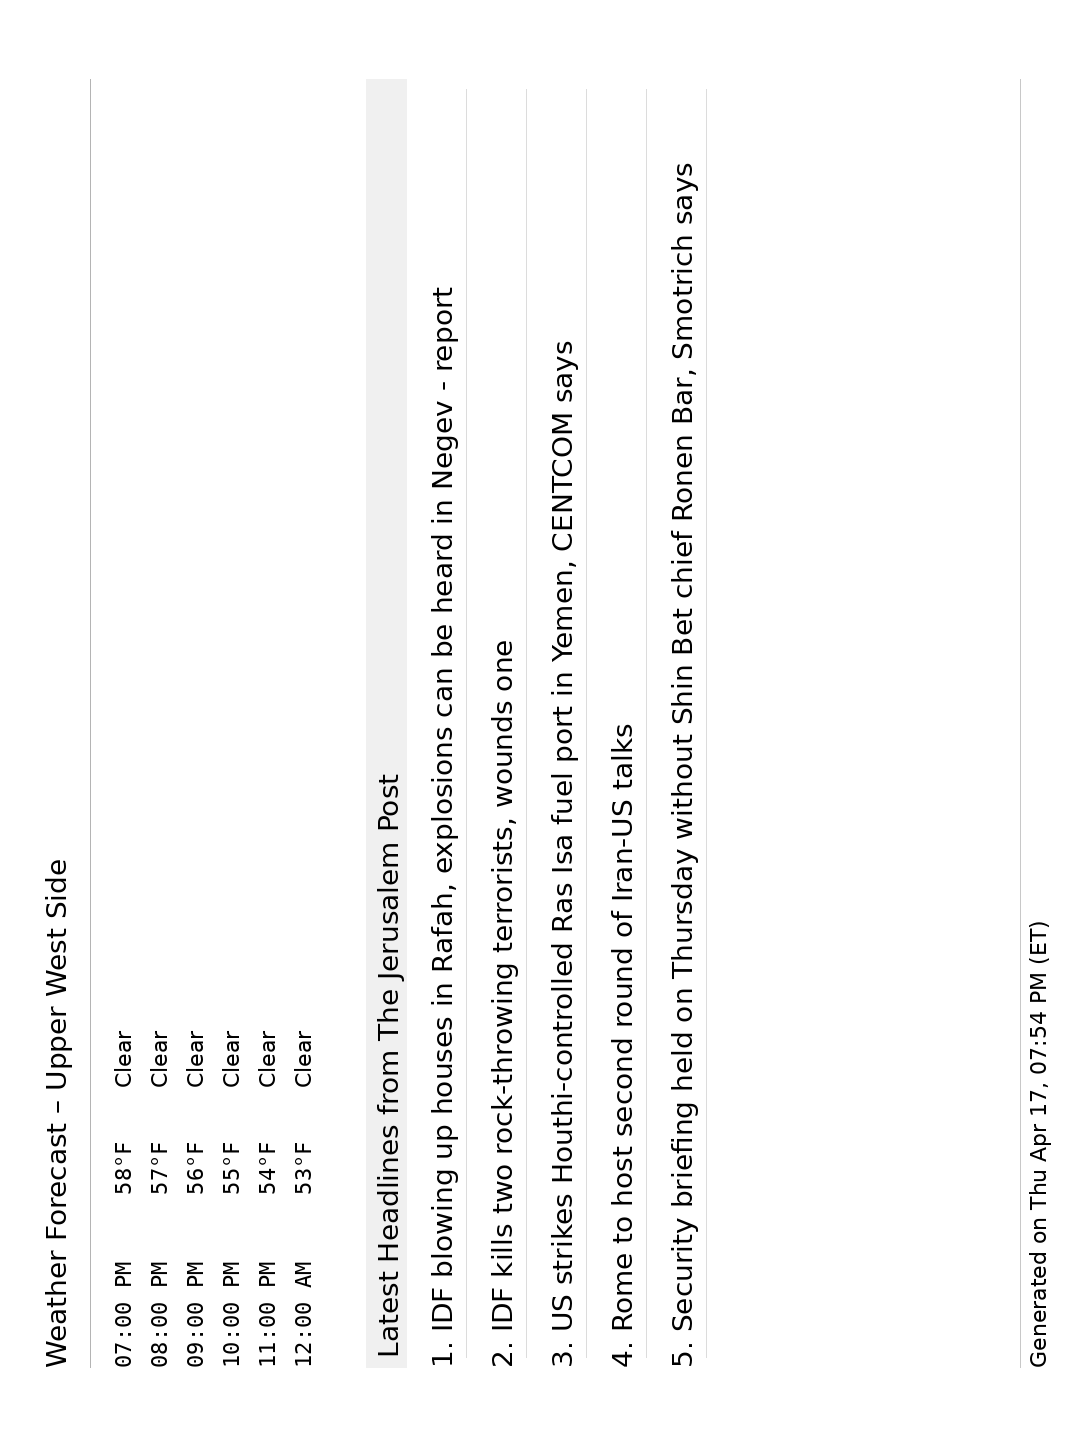 Weather Forecast – Upper West Side
07:00 PM 58°F Clear
08:00 PM 57°F Clear
09:00 PM 56°F Clear
10:00 PM 55°F Clear
11:00 PM 54°F Clear
12:00 AM 53°F Clear
Latest Headlines from The Jerusalem Post
1. IDF blowing up houses in Rafah, explosions can be heard in Negev - report
2. IDF kills two rock-throwing terrorists, wounds one
3. US strikes Houthi-controlled Ras Isa fuel port in Yemen, CENTCOM says
4. Rome to host second round of Iran-US talks
5. Security briefing held on Thursday without Shin Bet chief Ronen Bar, Smotrich says
Generated on Thu Apr 17, 07:54 PM (ET)